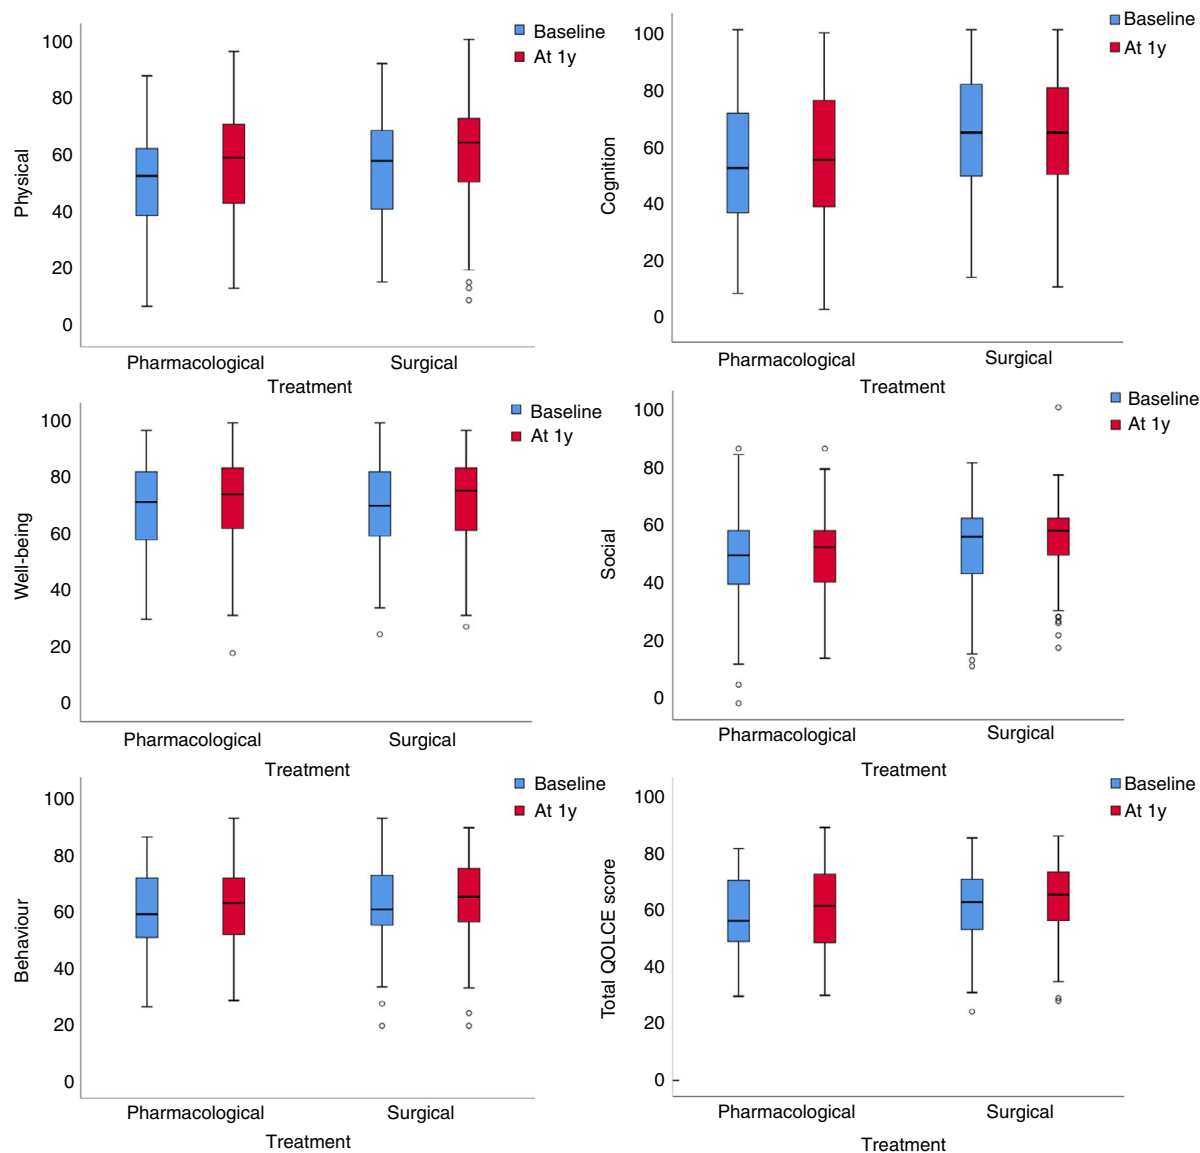 Baseline
At 1y
100
80
60
40
20
0
Physical
Pharmacological
Surgical
Treatment
Baseline
At 1y
100
80
60
40
20
0
Cognition
Pharmacological
Surgical
Treatment
Baseline
At 1y
100
80
60
40
20
0
Well-being
Pharmacological
Surgical
Treatment
Baseline
At 1y
100
80
60
40
20
0
Social
Pharmacological
Surgical
Treatment
Baseline
At 1y
100
80
60
40
20
0
Behaviour
Pharmacological
Surgical
Treatment
Baseline
At 1y
100
80
60
40
20
0
Total QOLCE score
Pharmacological
Surgical
Treatment